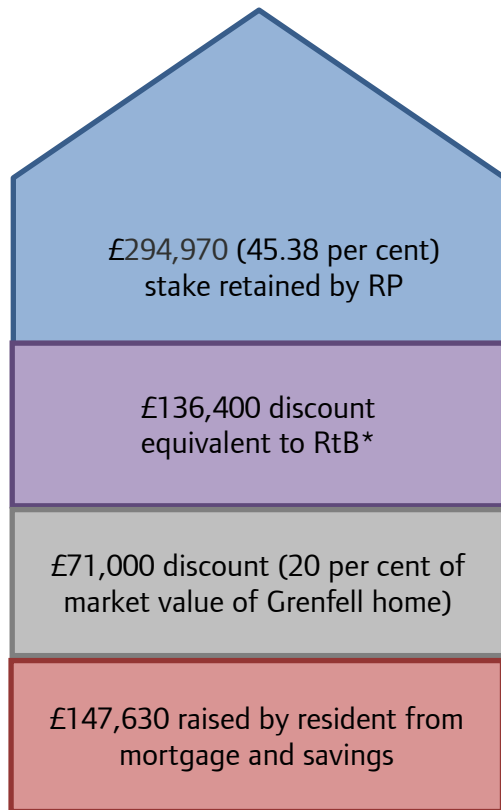 £294,970 (45.38 per cent)
stake retained by RP
£136,400 discount
equivalent to RtB*
£71,000 discount (20 per cent of
market value of Grenfell home)
£147,630 raised by resident from
mortgage and savings